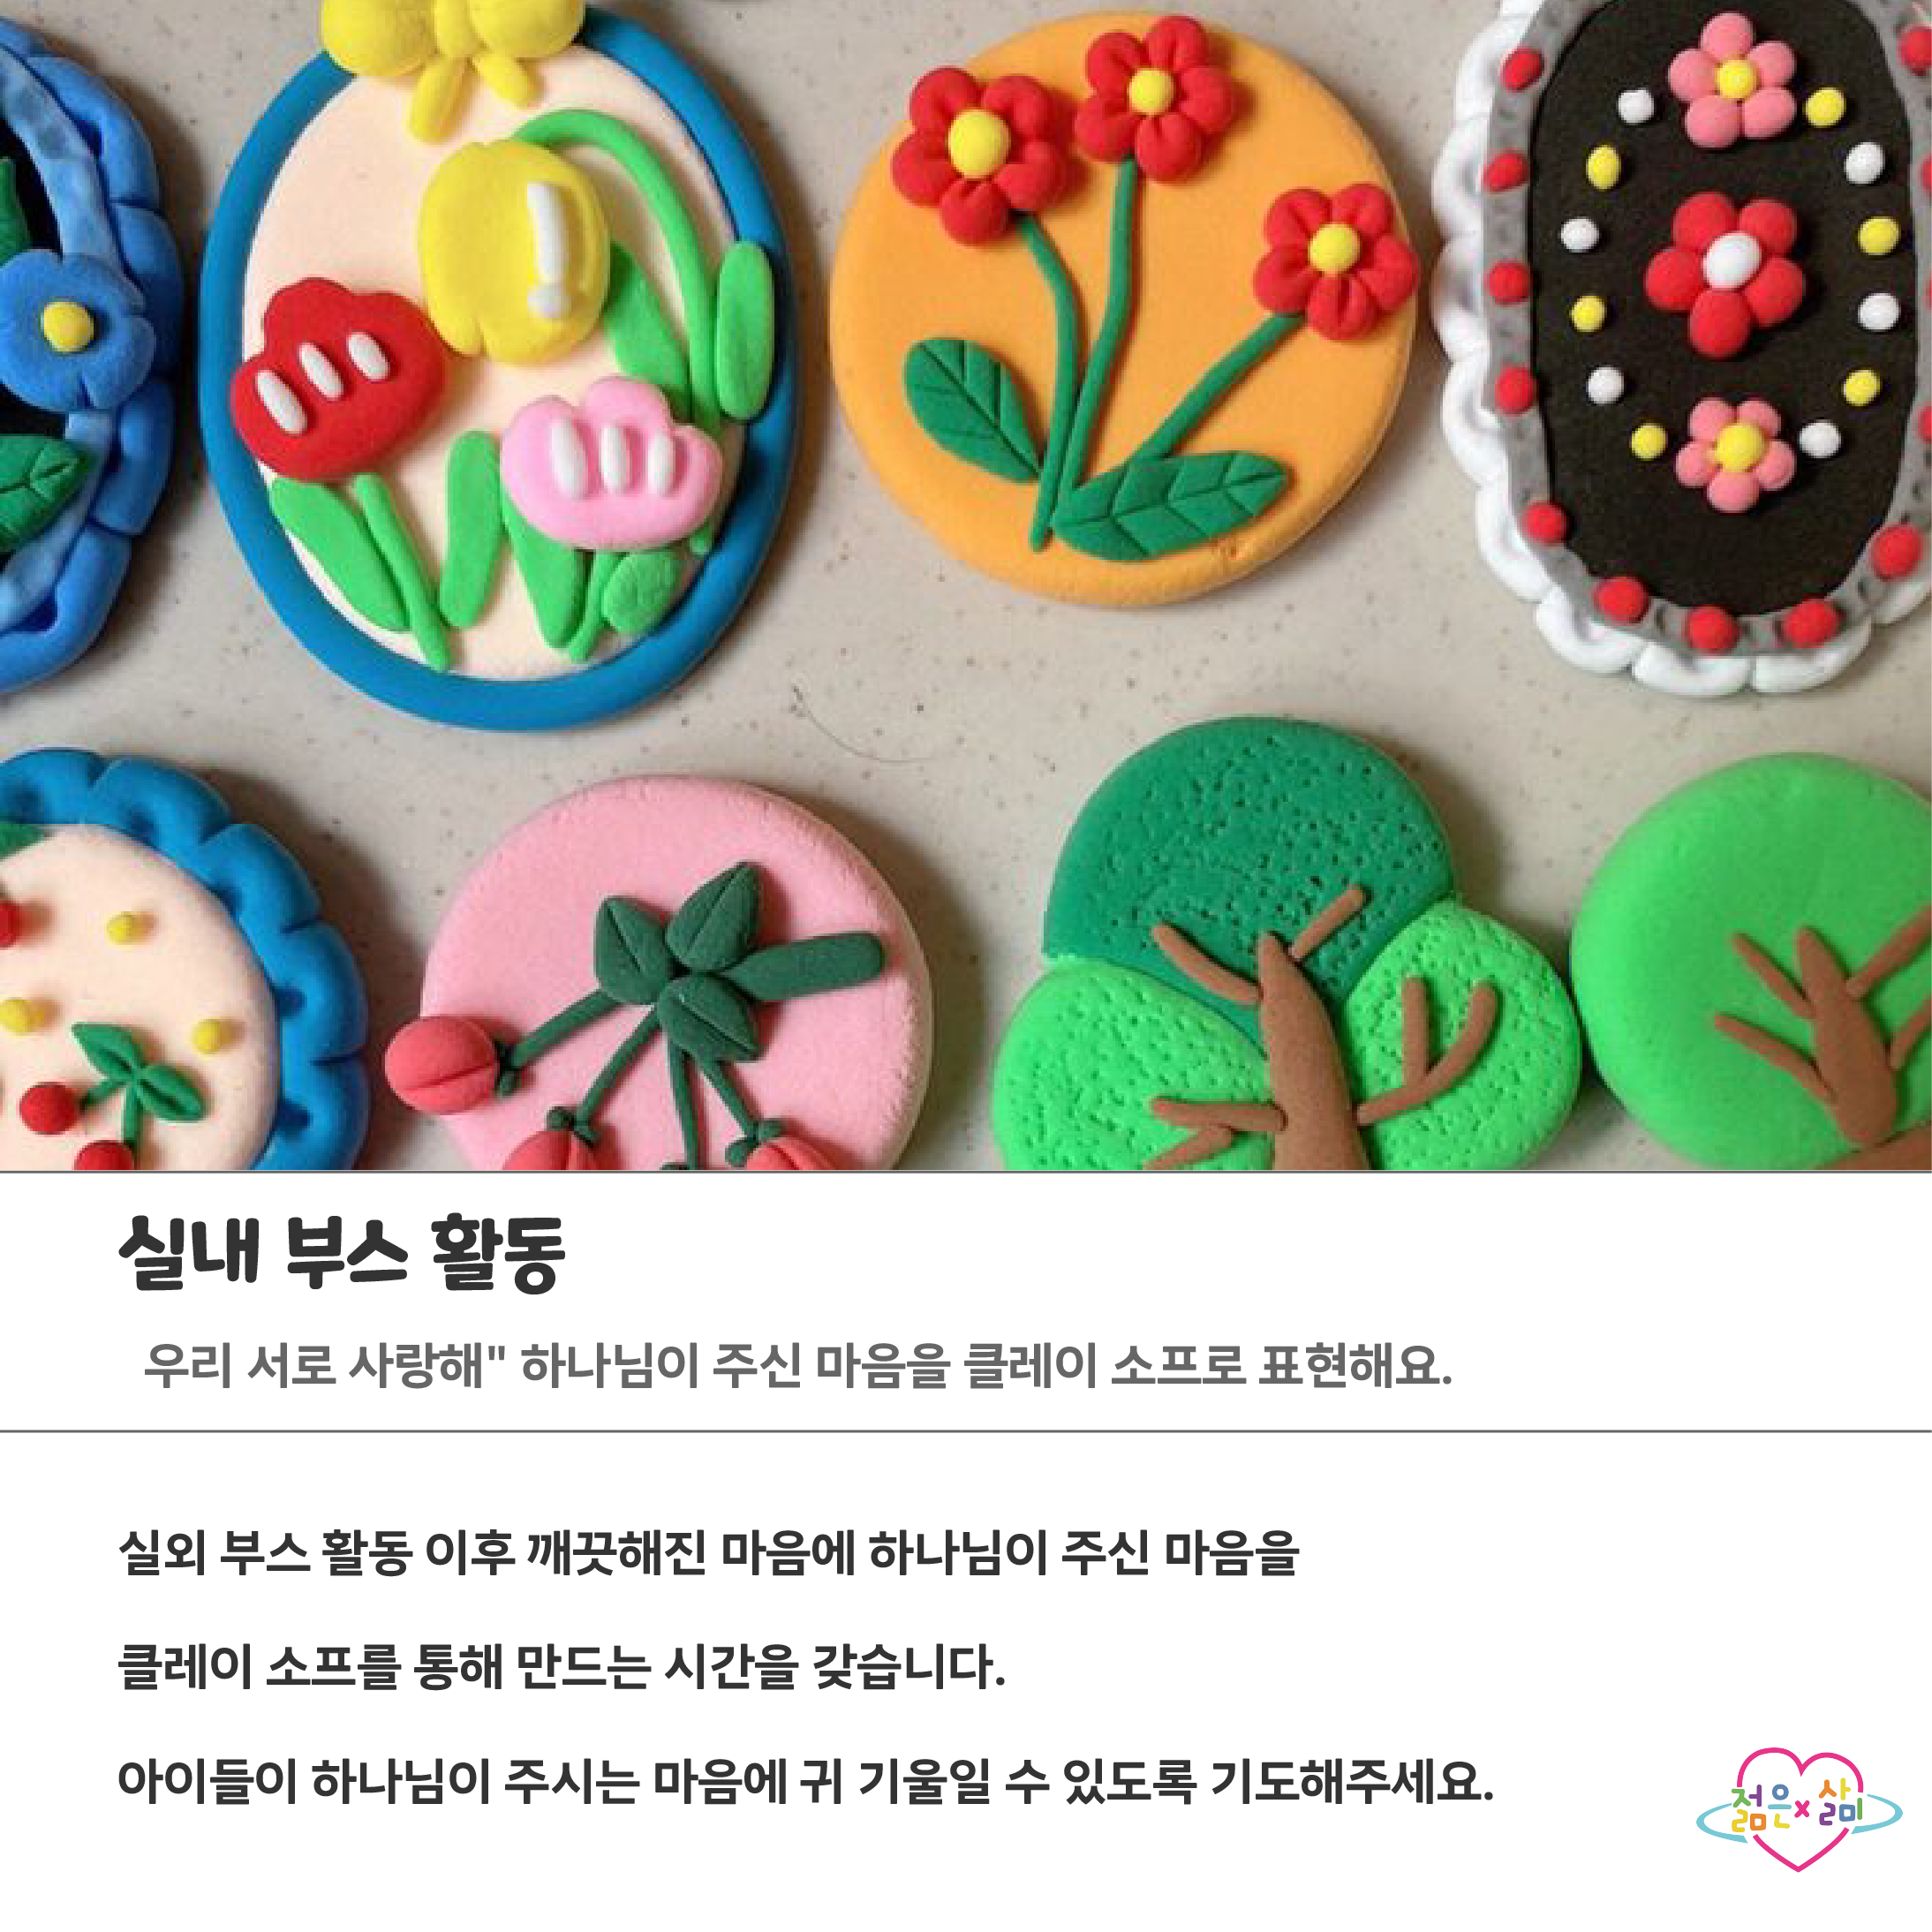 실내 부스 활동
우리 서로 사랑해" 하나님이 주신 마음을 클레이 소프로 표현해요.
실외 부스 활동 이후 깨끗해진 마음에 하나님이 주신 마음을
클레이 소프를 통해 만드는 시간을 갖습니다.
아이들이 하나님이 주시는 마음에 귀 기울일 수 있도록 기도해주세요.
젊은x삶